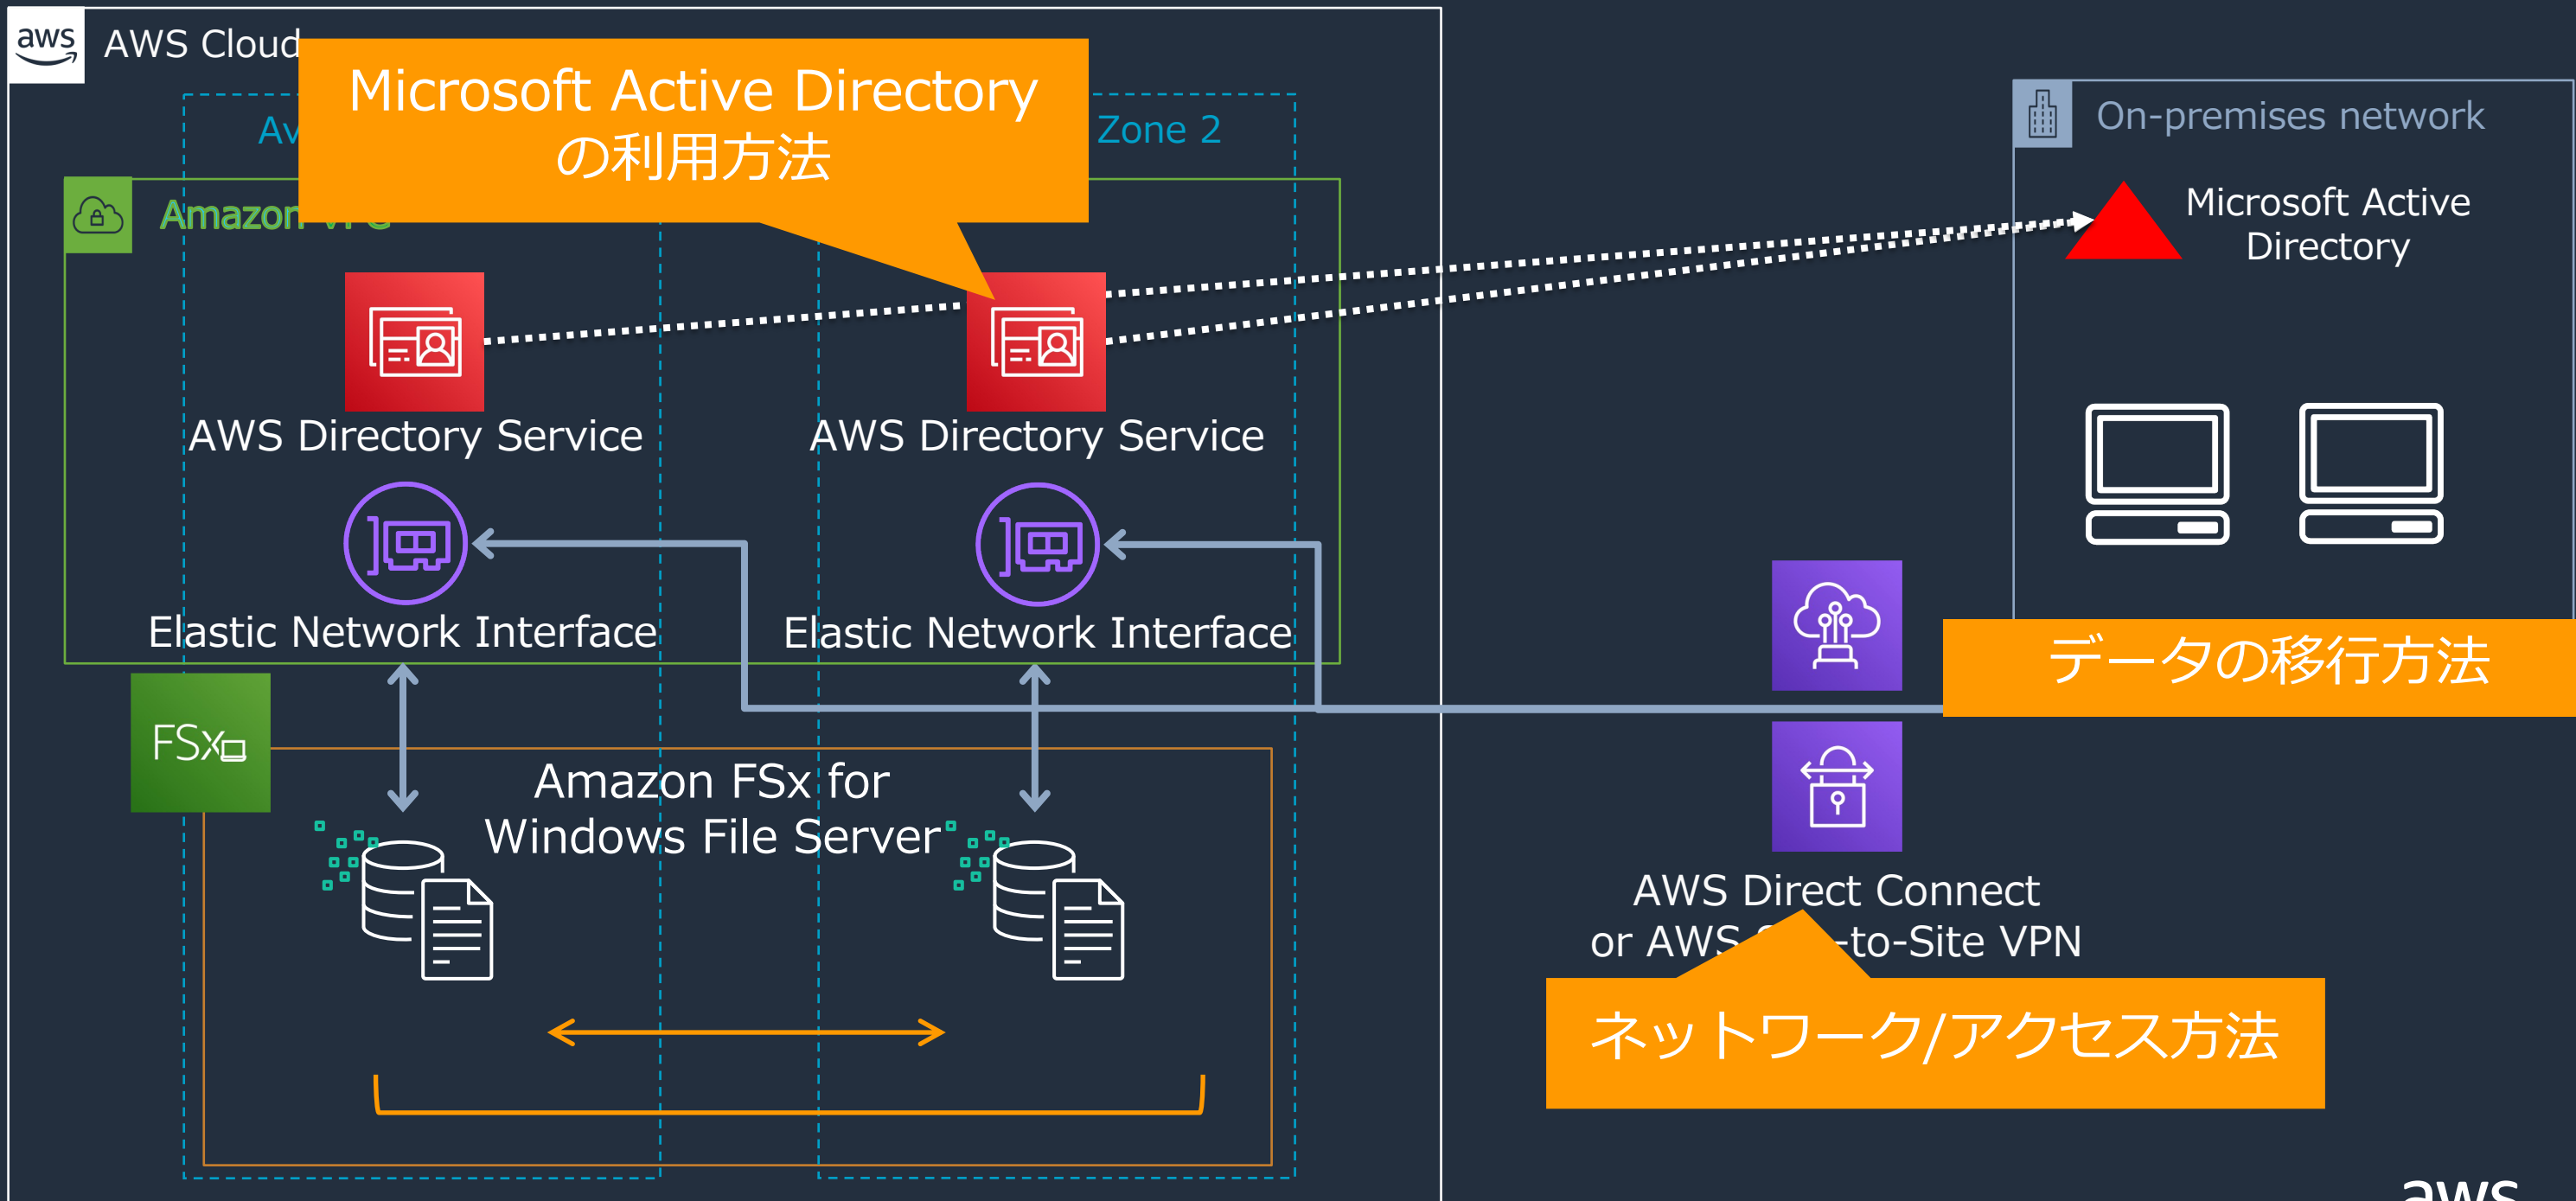 aws
AWS Cloud
Microsoft Active Directory
の利用方法
Zone 2
On-premises network
Microsoft Active
Directory
AWS Directory Service
AWS Directory Service
Elastic Network Interface
Elastic Network Interface
データの移行方法
FSx
Amazon FSx for
Windows File Server
AWS Direct Connect
or AWS -to-Site VPN
ネットワーク/アクセス方法
aws